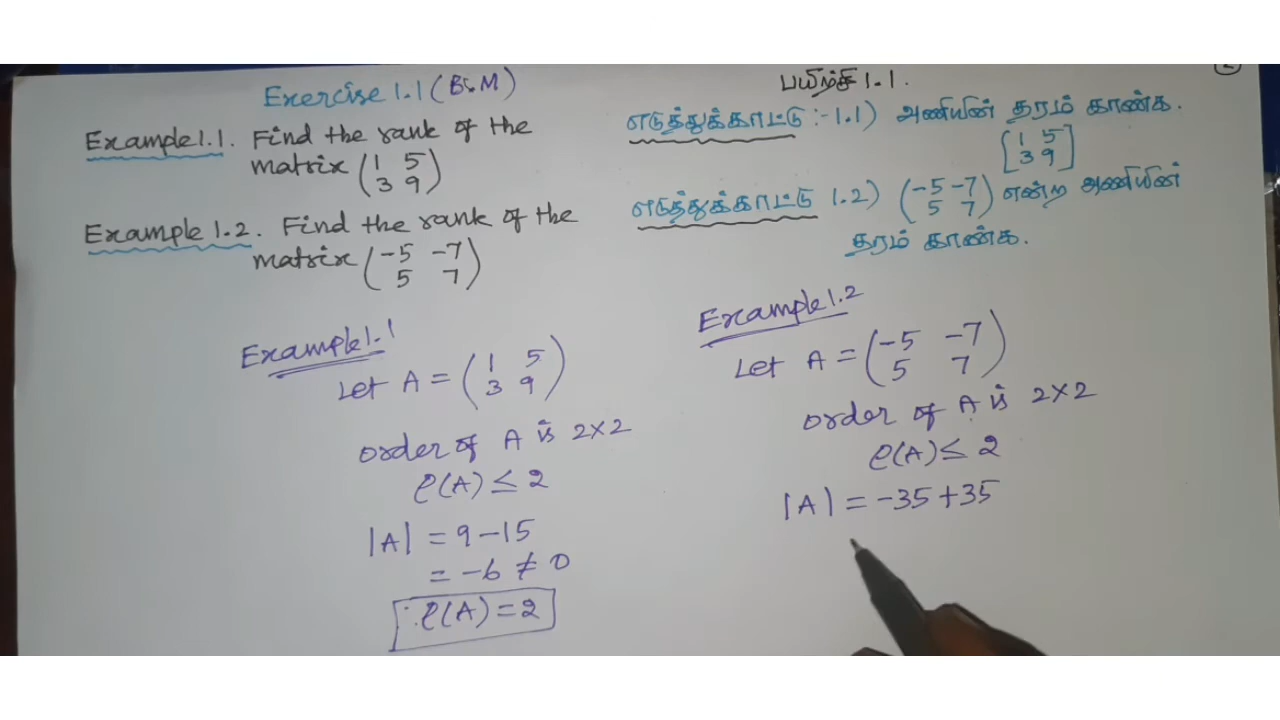 Exercise 1.1 (B&M)
Example 1.1. Find the rank of the
matrix (1 5
3 9)
Example 1.2. Find the rank of the
matrix (-5 -7
5 7)
பயிற்சி 1.1.
எடுத்துக்காட்டு :- 1.1) அணியின் தரம் காண்க.
[1 5
3 9]
எடுத்துக்காட்டு 1.2) (-5 -7
5 7) என்ற அணியின்
தரம் காண்க.
Example 1.1
Let A = (1 5
3 9)
order of A is 2×2
ρ(A) ≤ 2
|A| = 9-15
= -6 ≠ 0
∴ ρ(A) = 2
Example 1.2
Let A = (-5 -7
5 7)
order of A is 2×2
ρ(A) ≤ 2
|A| = -35+35